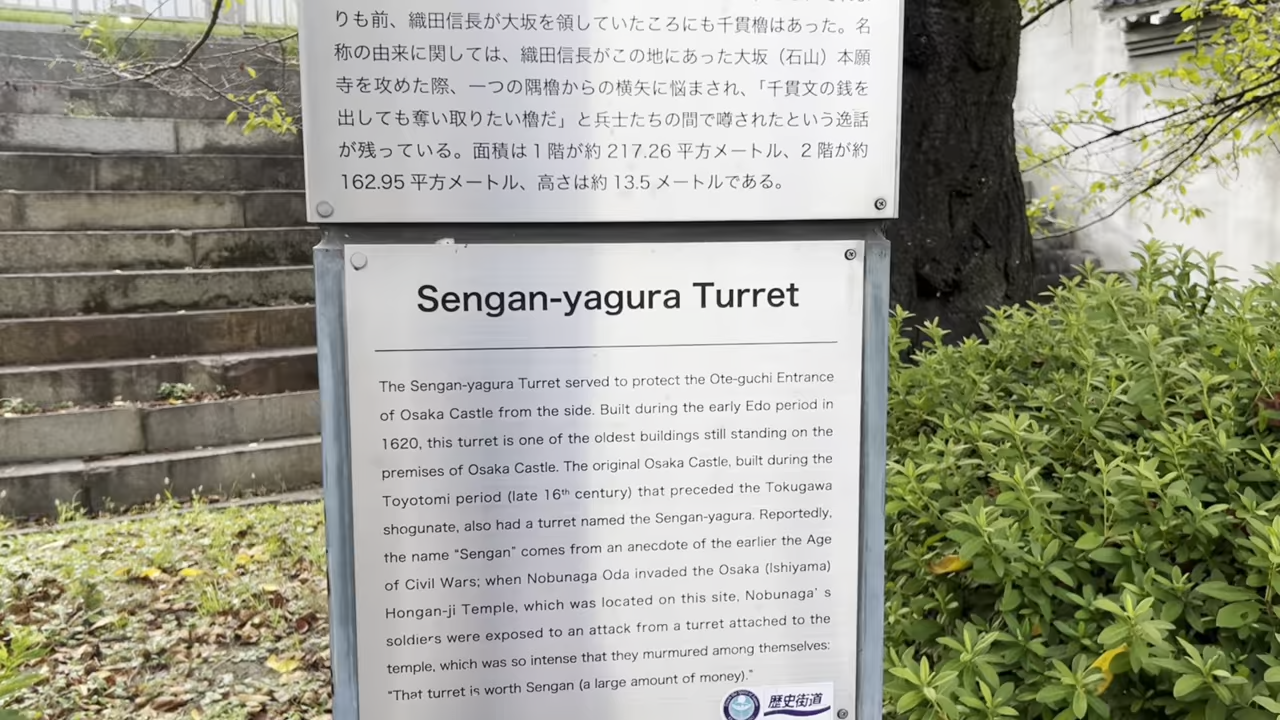 りも前、織田信長が大坂を領していたころにも千貫櫓はあった。名
称の由来に関しては、織田信長がこの地にあった大坂（石山）本願
寺を攻めた際、一つの隅櫓からの横矢に悩まされ、「千貫文の銭を
出しても奪い取りたい櫓だ」と兵士たちの間で噂されたという逸話
が残っている。面積は1階が約 217.26 平方メートル、2 階が約
162.95 平方メートル、高さは約 13.5 メートルである。
Sengan-yagura Turret
The Sengan-yagura Turret served to protect the Ote-guchi Entrance
of Osaka Castle from the side. Built during the early Edo period in
1620, this turret is one of the oldest buildings still standing on the
premises of Osaka Castle. The original Osaka Castle, built during the
Toyotomi period (late 16th century) that preceded the Tokugawa
shogunate, also had a turret named the Sengan-yagura. Reportedly,
the name “Sengan” comes from an anecdote of the earlier the Age
of Civil Wars; when Nobunaga Oda invaded the Osaka (Ishiyama)
Hongan-ji Temple, which was located on this site, Nobunaga’ s
soldiers were exposed to an attack from a turret attached to the
temple, which was so intense that they murmured among themselves:
“That turret is worth Sengan (a large amount of money).”
歴史街道